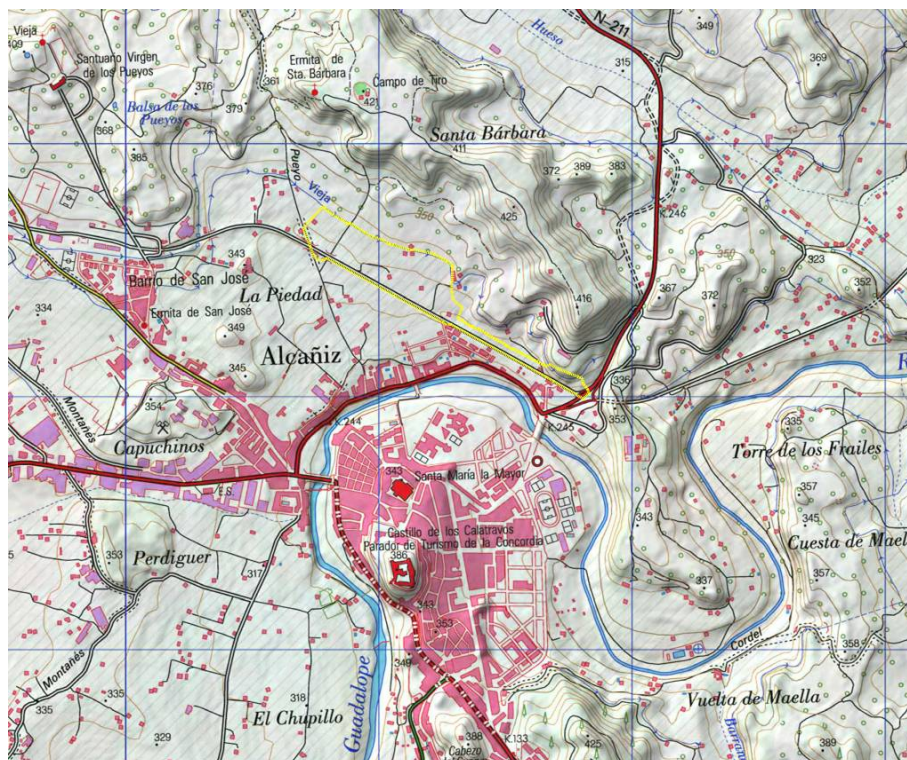 Vieja
409
Santuario Virgen
de los Pueyos
376
361
379
Balsa de los
Pueyos
368
385
Ermita de
Sta. Bárbara
Campo de Tiro
421
Hueso
N-211
315
349
369
Santa Bárbara
411
372
389
383
425
Pueyo
Vieja
350
K.246
350
323
352
343
Barrio de San José
La Piedad
334
Ermita de San José
349
345
Alcañiz
416
367
372
336
353
K.244
K.245
354
Montañés
Capuchinos
343
Santa María la Mayor
335
Torre de los Frailes
357
345
E.S.
Castillo de los Calatravos
Parador de Turismo de la Concordia
386
343
Cuesta de Mael
353
Perdiguer
317
357
337
343
353
349
Cordel
358
Montañés
335
335
318
El Chupillo
329
Guadalope
Vuelta de Maella
388
Cabezo
K.133
425
Barran
389